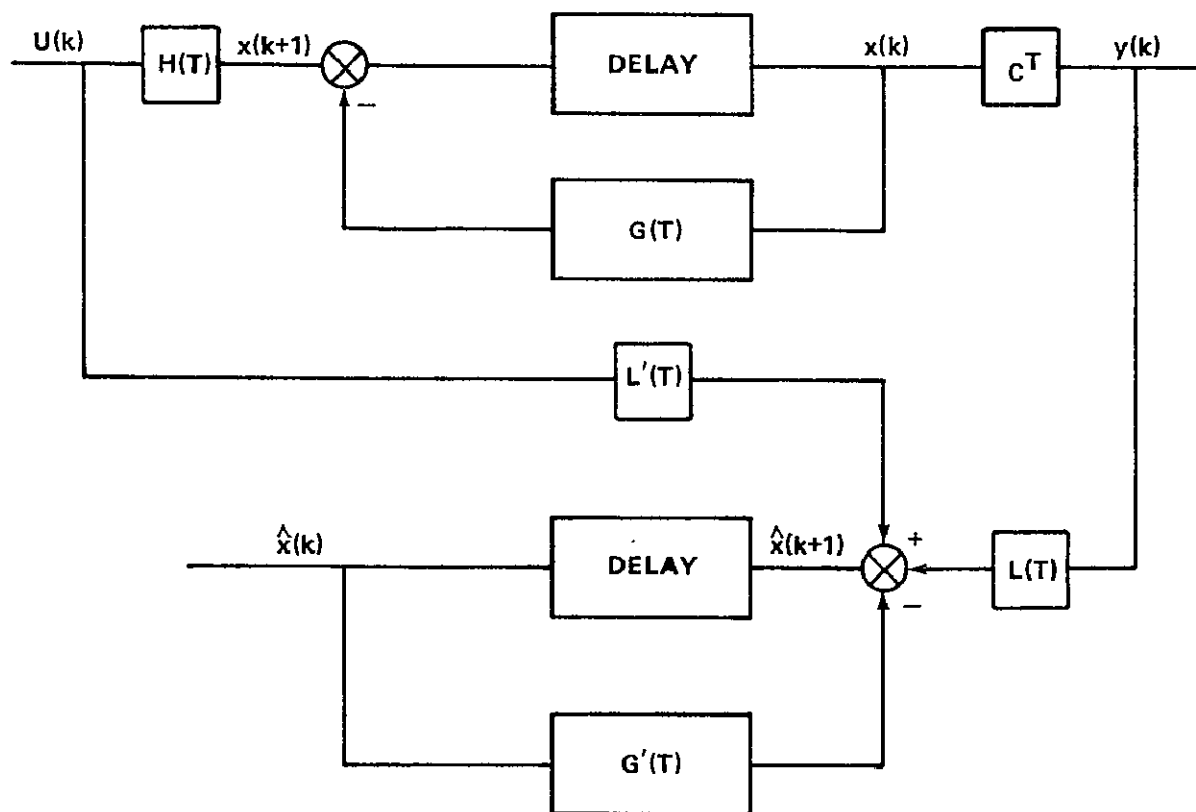 U(k)
H(T)
x(k+1)
−
DELAY
x(k)
C^T
y(k)
G(T)
L′(T)
x̂(k)
DELAY
x̂(k+1)
+
−
L(T)
G′(T)